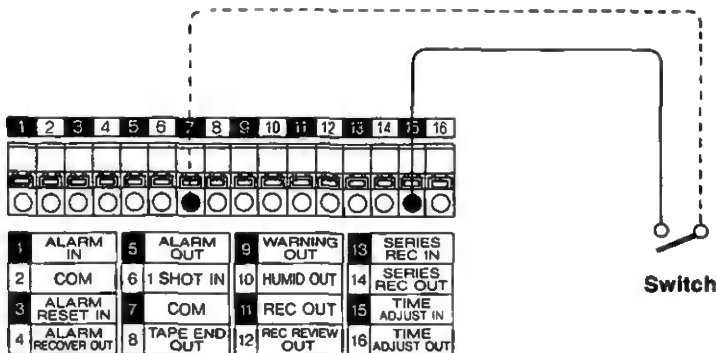 1 2 3 4 5 6 7 8 9 10 11 12 13 14 15 16
Switch
1 ALARM IN 5 ALARM OUT 9 WARNING OUT 13 SERIES REC IN
2 COM 6 1 SHOT IN 10 HUMID OUT 14 SERIES REC OUT
3 ALARM RESET IN 7 COM 11 REC OUT 15 TIME ADJUST IN
4 ALARM RECOVER OUT 8 TAPE END OUT 12 REC REVIEW OUT 16 TIME ADJUST OUT